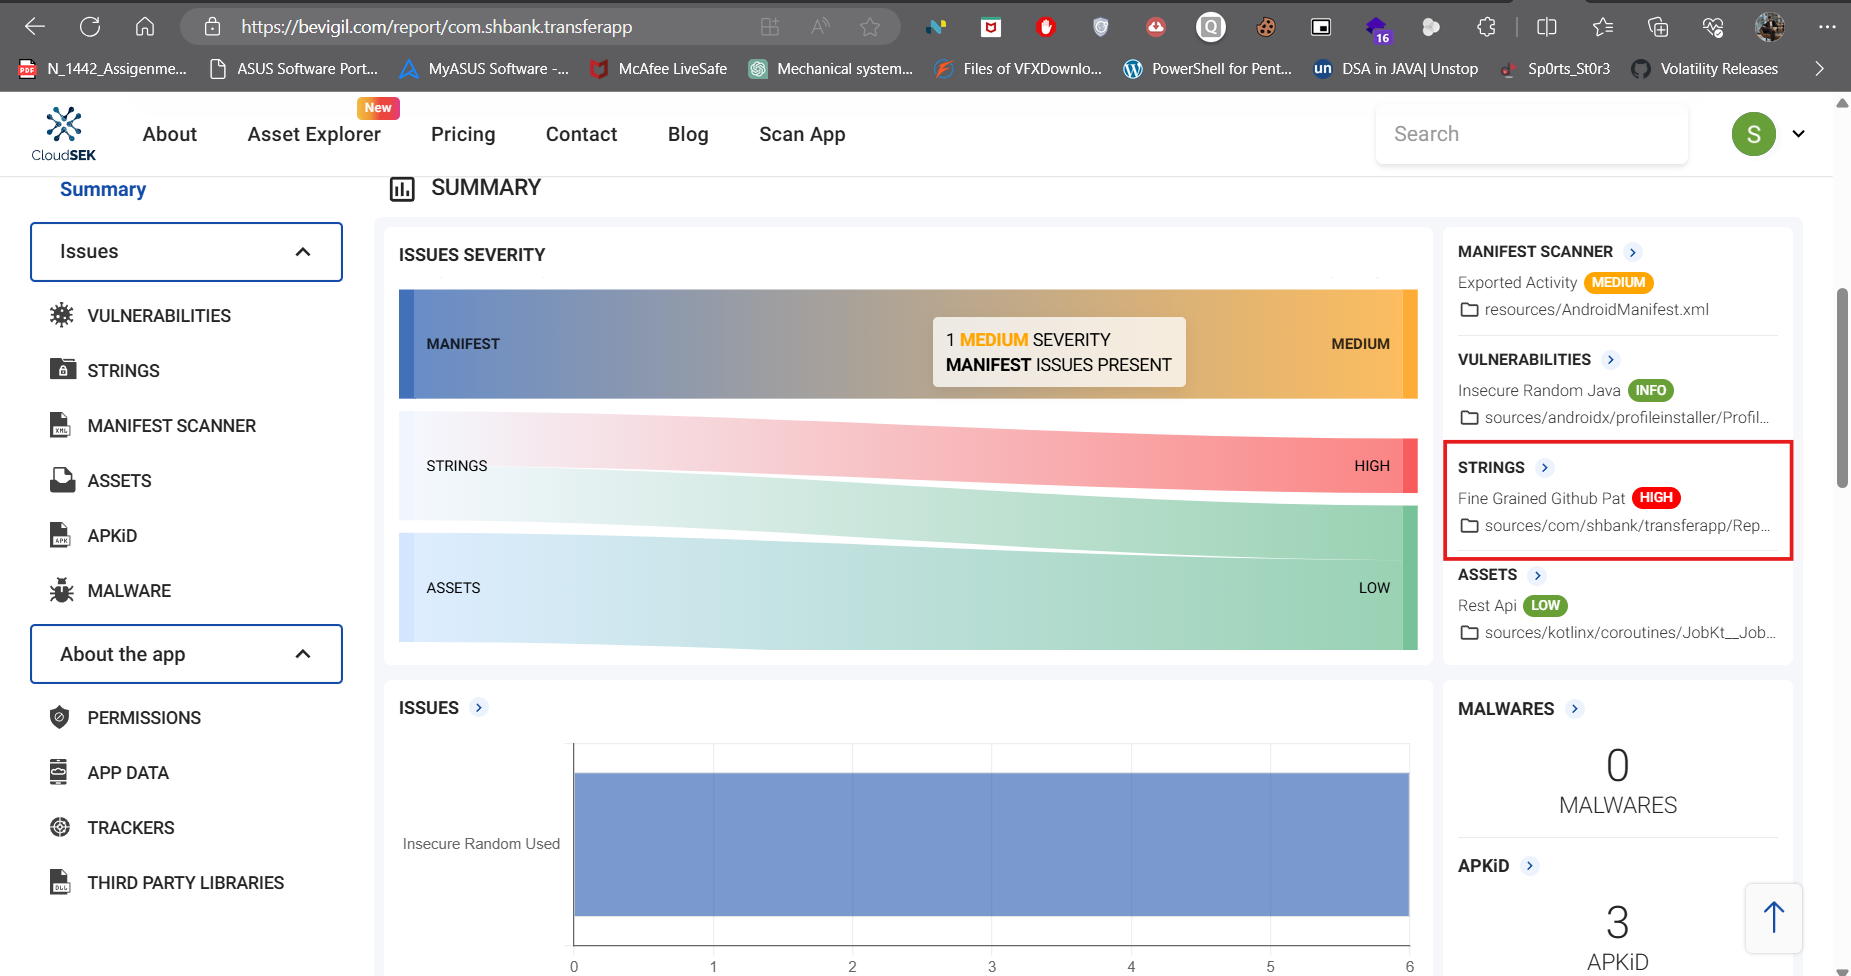 https://bevigil.com/report/com.shbank.transferapp
16
N_1442_Assigenme...
ASUS Software Port...
MyASUS Software -...
McAfee LiveSafe
Mechanical system...
Files of VFXDownlo...
PowerShell for Pent...
un
DSA in JAVA| Unstop
Sp0rts_St0r3
Volatility Releases
CloudSEK
About
Asset Explorer
New
Pricing
Contact
Blog
Scan App
Search
S
Summary
Issues
VULNERABILITIES
STRINGS
MANIFEST SCANNER
ASSETS
APKiD
MALWARE
About the app
PERMISSIONS
APP DATA
TRACKERS
THIRD PARTY LIBRARIES
SUMMARY
ISSUES SEVERITY
MANIFEST
MEDIUM
1 MEDIUM SEVERITY
MANIFEST ISSUES PRESENT
STRINGS
HIGH
ASSETS
LOW
MANIFEST SCANNER
Exported Activity MEDIUM
resources/AndroidManifest.xml
VULNERABILITIES
Insecure Random Java INFO
sources/androidx/profileinstaller/Profil...
STRINGS
Fine Grained Github Pat HIGH
sources/com/shbank/transferapp/Rep...
ASSETS
Rest Api LOW
sources/kotlinx/coroutines/JobKt__Job...
ISSUES
Insecure Random Used
0 1 2 3 4 5 6
MALWARES
0
MALWARES
APKiD
3
APKiD